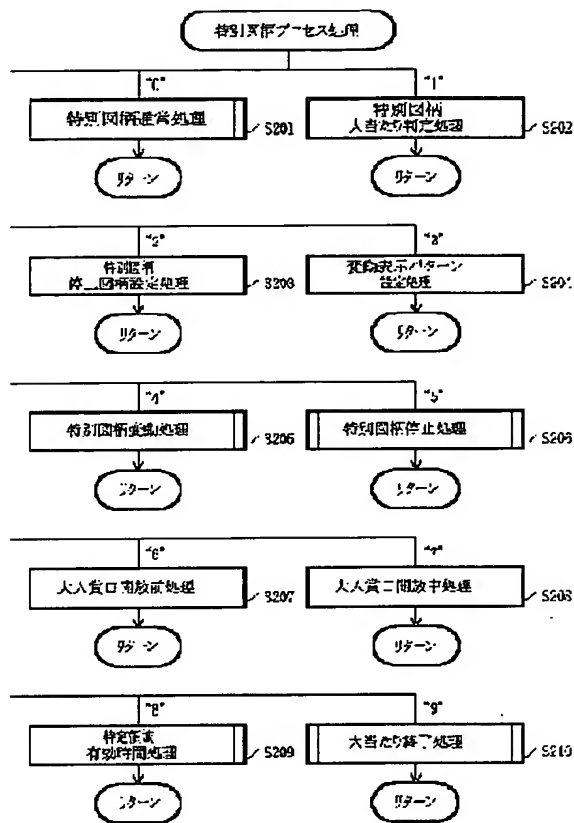 特別図柄プロセス処理
"0"
"1"
特別図柄通常処理
S201
特別図柄
大当たり判定処理
S202
リターン
リターン
"2"
"3"
特別図柄
停止図柄設定処理
S203
変動表示パターン
設定処理
S204
リターン
リターン
"4"
"5"
特別図柄変動処理
S205
特別図柄停止処理
S206
リターン
リターン
"6"
"7"
大入賞口開放前処理
S207
大入賞口開放中処理
S208
リターン
リターン
"8"
"9"
特定領域
有効時間処理
S209
大当たり終了処理
S210
リターン
リターン